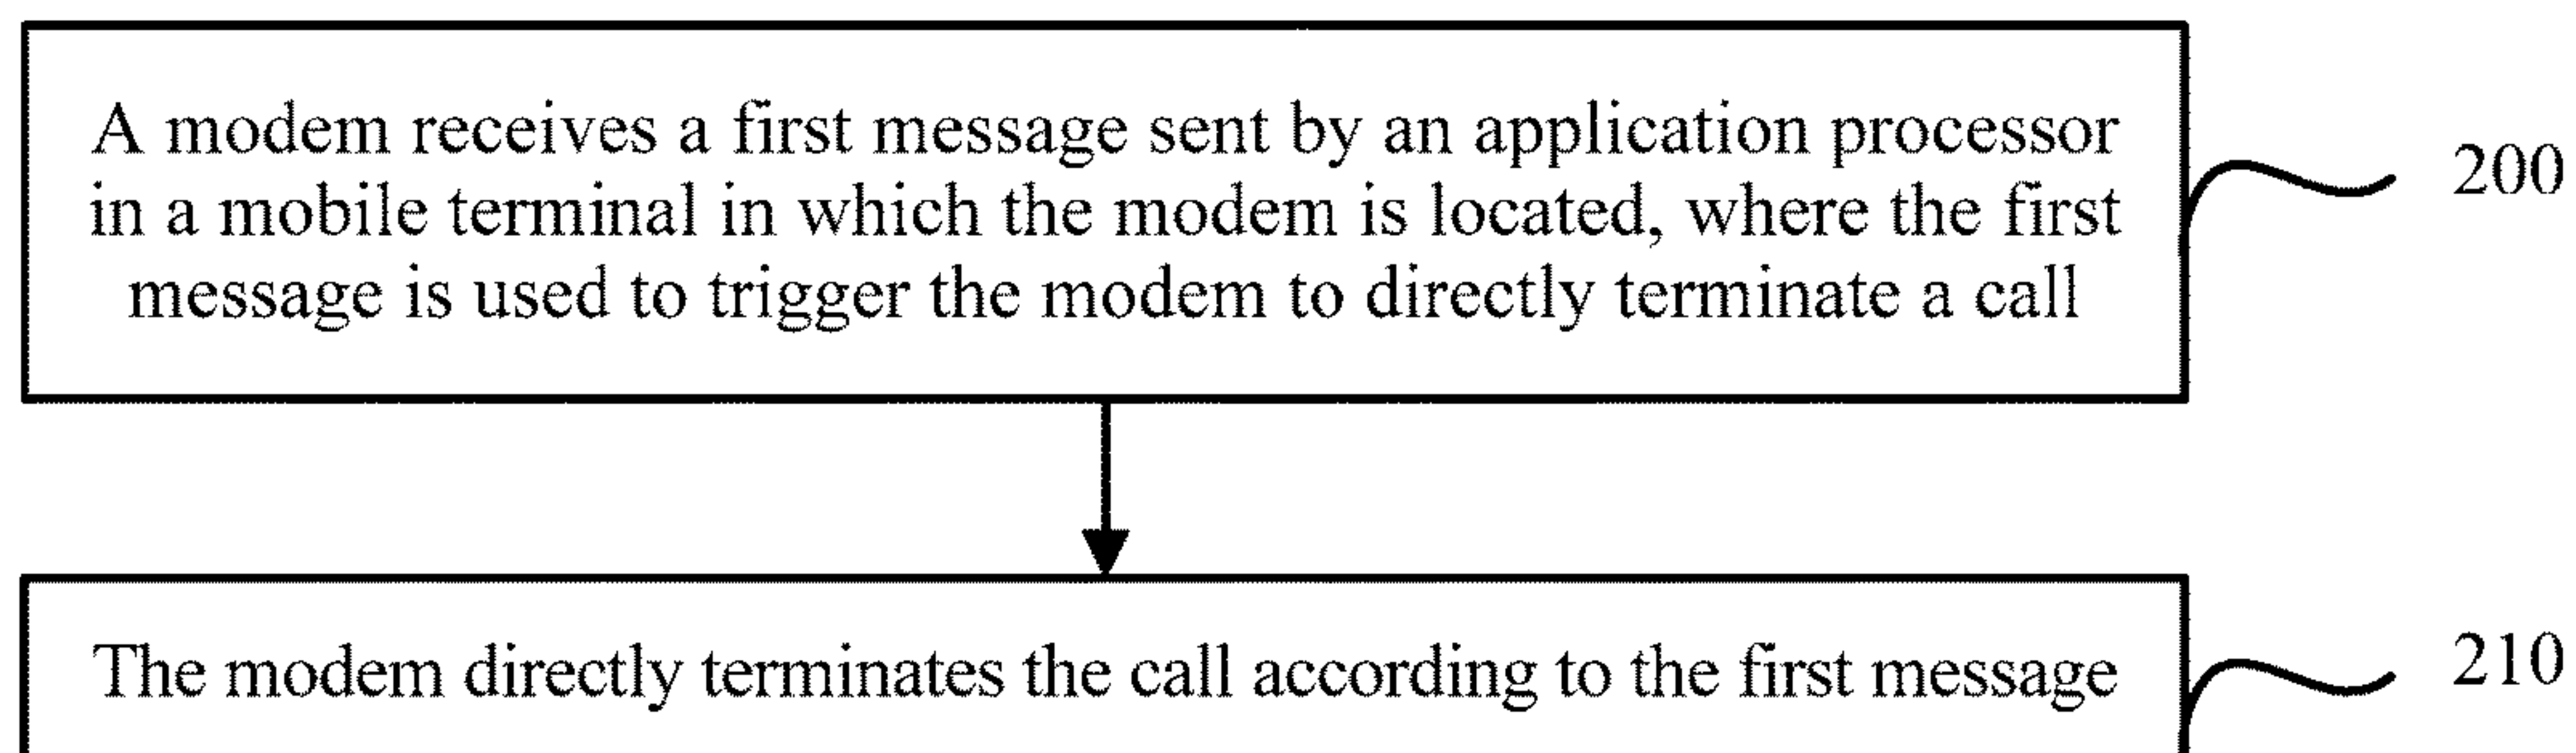 A modem receives a first message sent by an application processor
in a mobile terminal in which the modem is located, where the first
message is used to trigger the modem to directly terminate a call
200
The modem directly terminates the call according to the first message
210